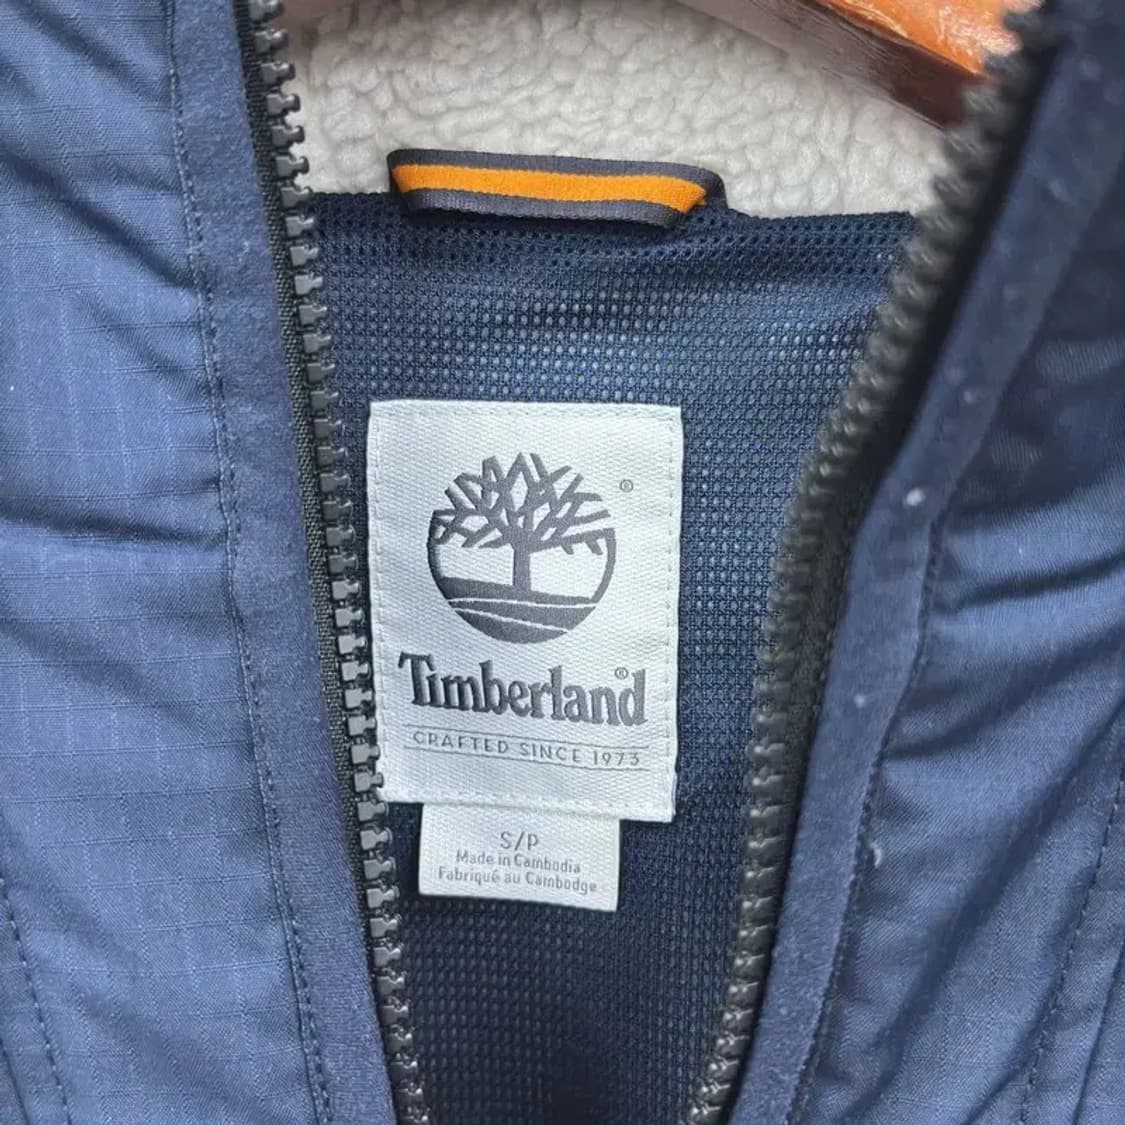 ®
Timberland®
CRAFTED SINCE 1973
S/P
Made in Cambodia
Fabriqué au Cambodge